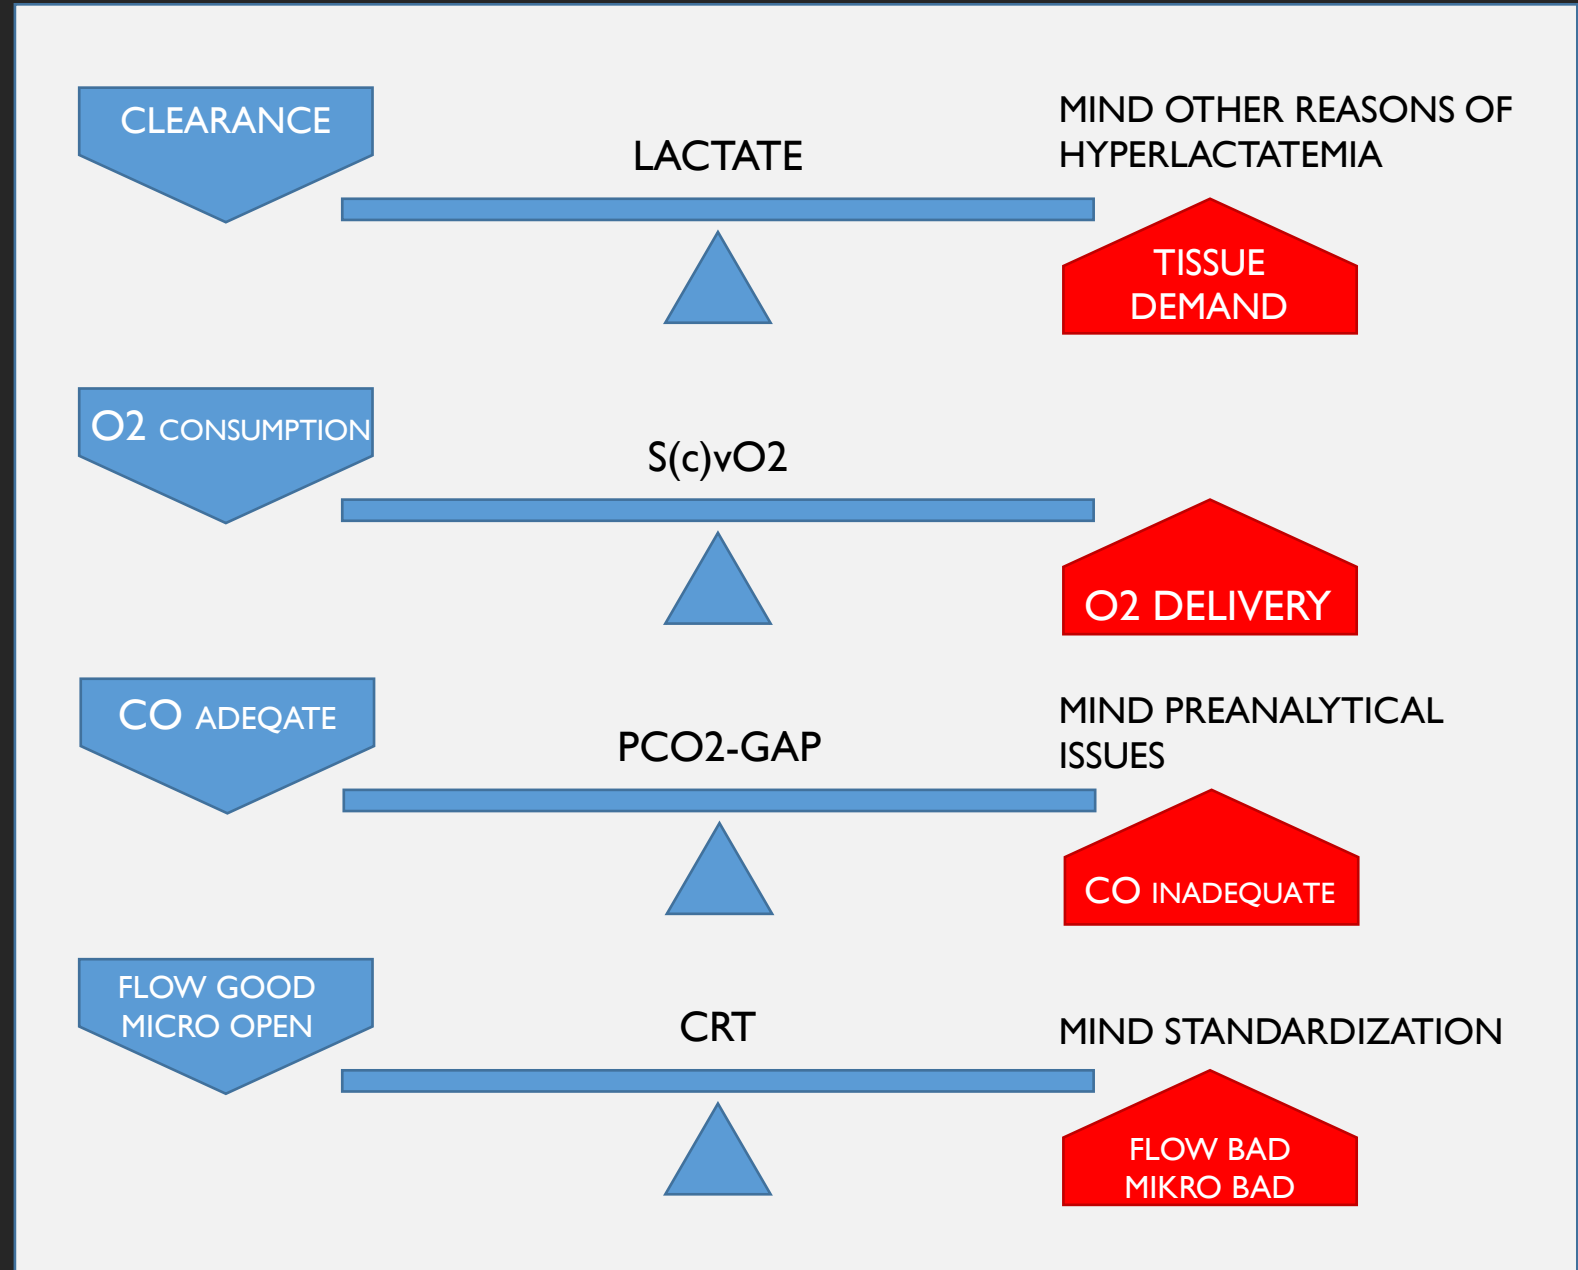 CLEARANCE
LACTATE
MIND OTHER REASONS OF
HYPERLACTATEMIA
TISSUE
DEMAND
O2 CONSUMPTION
S(c)vO2
O2 DELIVERY
CO ADEQATE
PCO2-GAP
MIND PREANALYTICAL
ISSUES
CO INADEQUATE
FLOW GOOD
MICRO OPEN
CRT
MIND STANDARDIZATION
FLOW BAD
MIKRO BAD